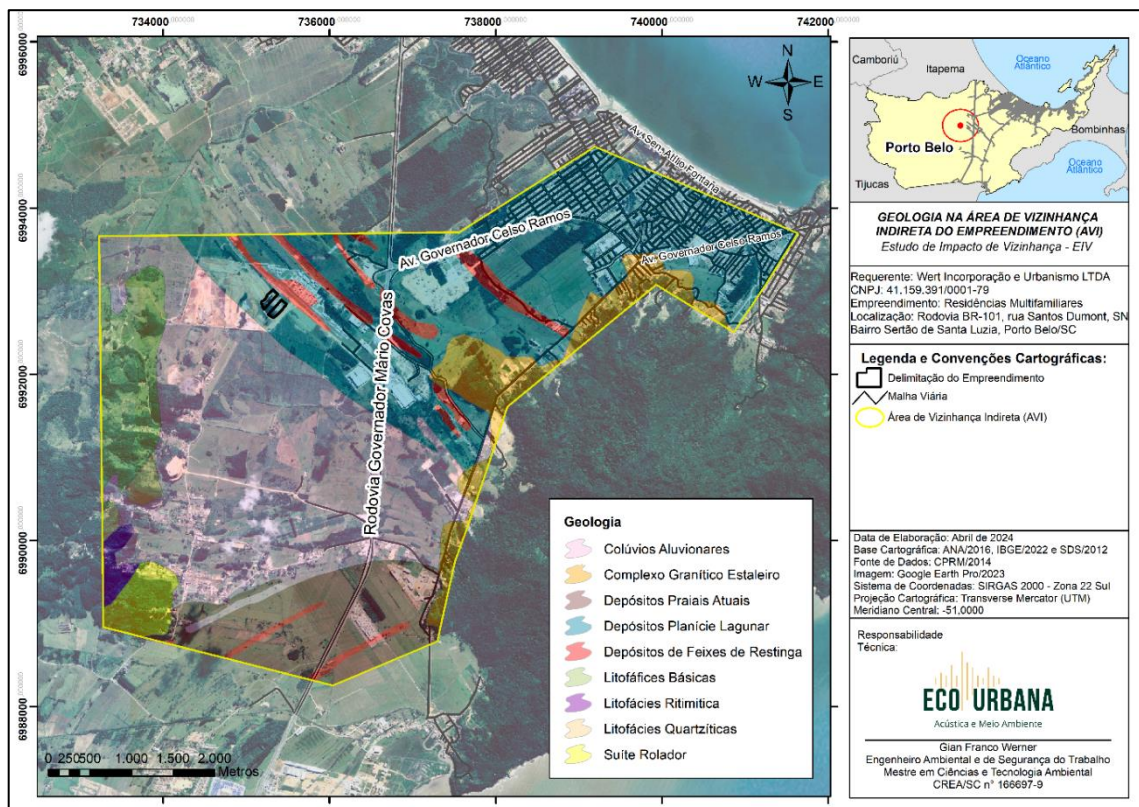 734000,000000
736000,000000
738000,000000
740000,000000
742000,000000
6996000
6994000
6992000
6990000
6988000
N
W E
S
Av. Sen. Atílio Fontana
Av. Governador Celso Ramos
Av. Governador Celso Ramos
Rodovia Governador Mário Covas
0 250 500 1.000 1.500 2.000
Metros
Geologia
Colúvios Aluvionares
Complexo Granítico Estaleiro
Depósitos Praiais Atuais
Depósitos Planície Lagunar
Depósitos de Feixes de Restinga
Litofáfices Básicas
Litofácies Ritimitica
Litofácies Quartzíticas
Suíte Rolador
Camboriú
Itapema
Oceano
Atlântico
Porto Belo
Bombinhas
Oceano
Atlântico
Tijucas
GEOLOGIA NA ÁREA DE VIZINHANÇA
INDIRETA DO EMPREENDIMENTO (AVI)
Estudo de Impacto de Vizinhança - EIV
Requerente: Wert Incorporação e Urbanismo LTDA
CNPJ: 41,159.391/0001-79
Empreendimento: Residências Multifamiliares
Localização: Rodovia BR-101, rua Santos Dumont, SN
Bairro Sertão de Santa Luzia, Porto Belo/SC
Legenda e Convenções Cartográficas:
Delimitação do Empreendimento
Malha Viária
Área de Vizinhança Indireta (AVI)
Data de Elaboração: Abril de 2024
Base Cartográfica: ANA/2016, IBGE/2022 e SDS/2012
Fonte de Dados: CPRM/2014
Imagem: Google Earth Pro/2023
Sistema de Coordenadas: SIRGAS 2000 - Zona 22 Sul
Projeção Cartográfica: Transverse Mercator (UTM)
Meridiano Central: -51,0000
Responsabilidade
Técnica:
ECO URBANA
Acústica e Meio Ambiente
Gian Franco Werner
Engenheiro Ambiental e de Segurança do Trabalho
Mestre em Ciências e Tecnologia Ambiental
CREA/SC n° 166697-9